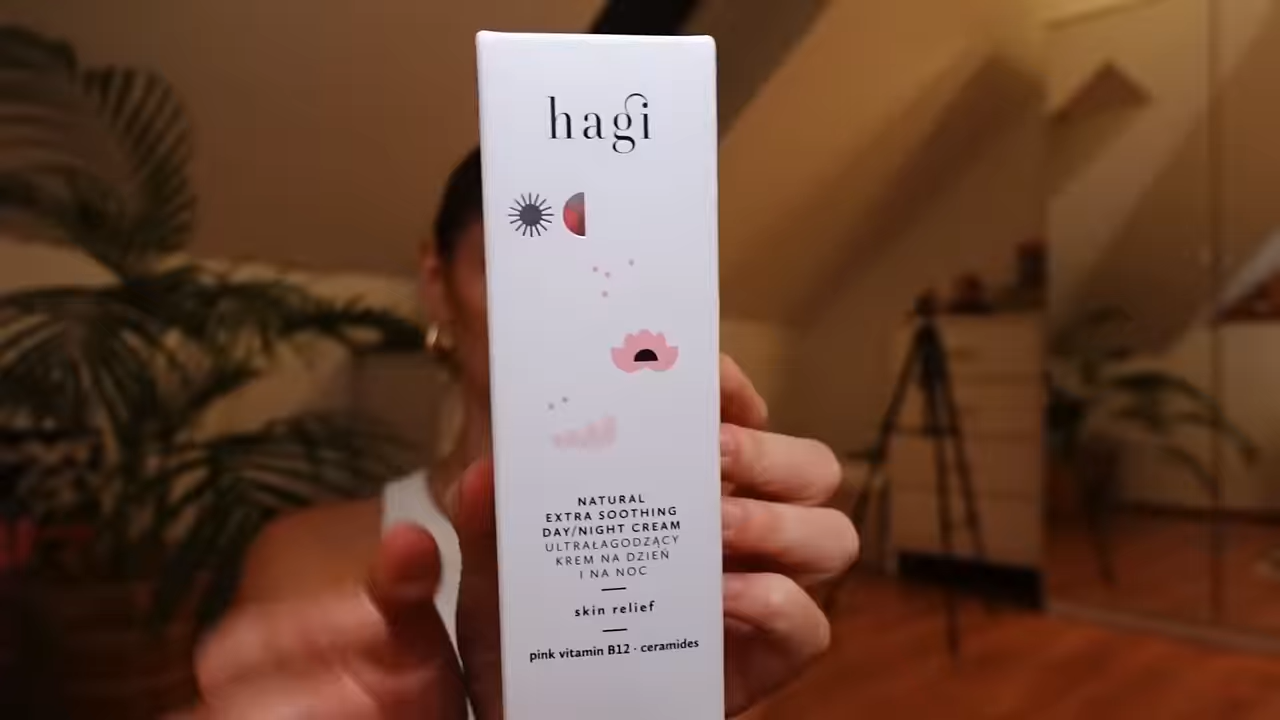 hagi
NATURAL
EXTRA SOOTHING
DAY/NIGHT CREAM
ULTRAŁAGODZĄCY
KREM NA DZIEŃ
I NA NOC
skin relief
pink vitamin B12 · ceramides